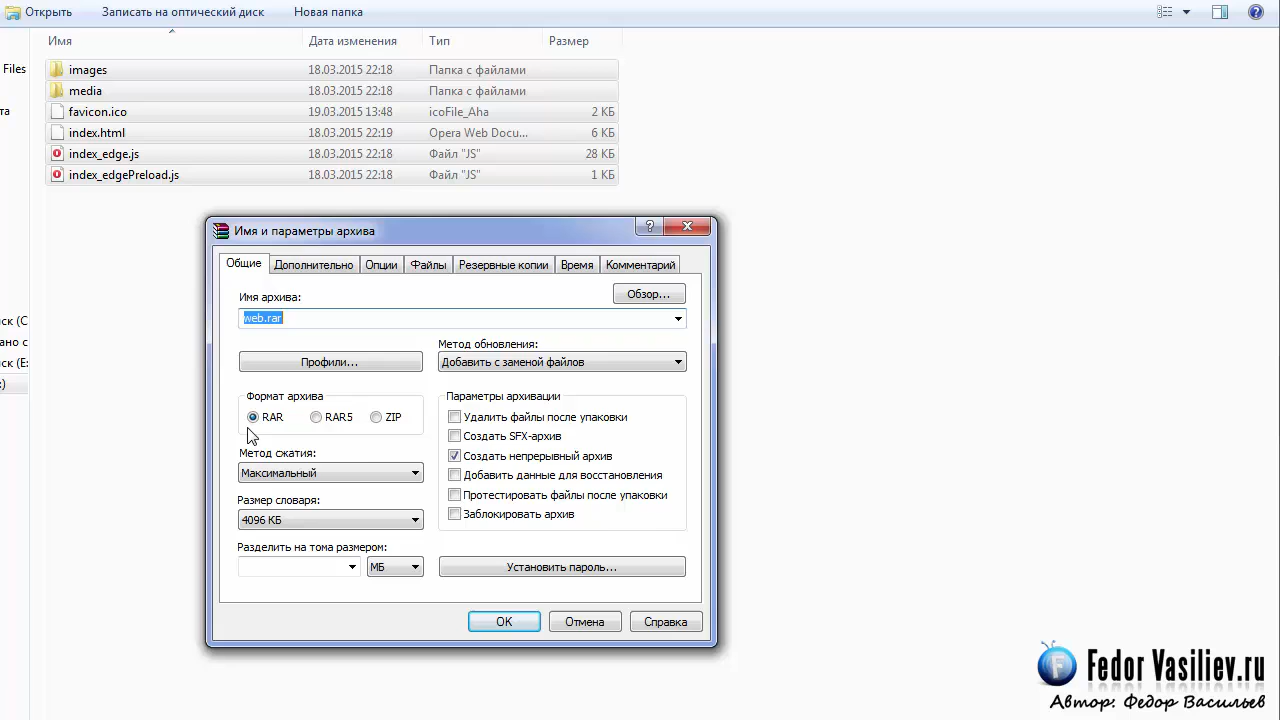 Открыть Записать на оптический диск Новая папка
Имя Дата изменения Тип Размер
Files
images 18.03.2015 22:18 Папка с файлами
media 18.03.2015 22:18 Папка с файлами
favicon.ico 19.03.2015 13:48 icoFile_Aha 2 КБ
index.html 18.03.2015 22:19 Opera Web Docu... 6 КБ
index_edge.js 18.03.2015 22:18 Файл "JS" 28 КБ
index_edgePreload.js 18.03.2015 22:18 Файл "JS" 1 КБ
Имя и параметры архива
Общие Дополнительно Опции Файлы Резервные копии Время Комментарий
Имя архива: Обзор...
web.rar
Метод обновления:
Профили... Добавить с заменой файлов
Формат архива Параметры архивации
RAR RAR5 ZIP Удалить файлы после упаковки
Создать SFX-архив
Метод сжатия: Создать непрерывный архив
Максимальный Добавить данные для восстановления
Размер словаря: Протестировать файлы после упаковки
4096 КБ Заблокировать архив
Разделить на тома размером:
МБ Установить пароль...
OK Отмена Справка
Fedor Vasiliev.ru
Автор: Федор Васильев